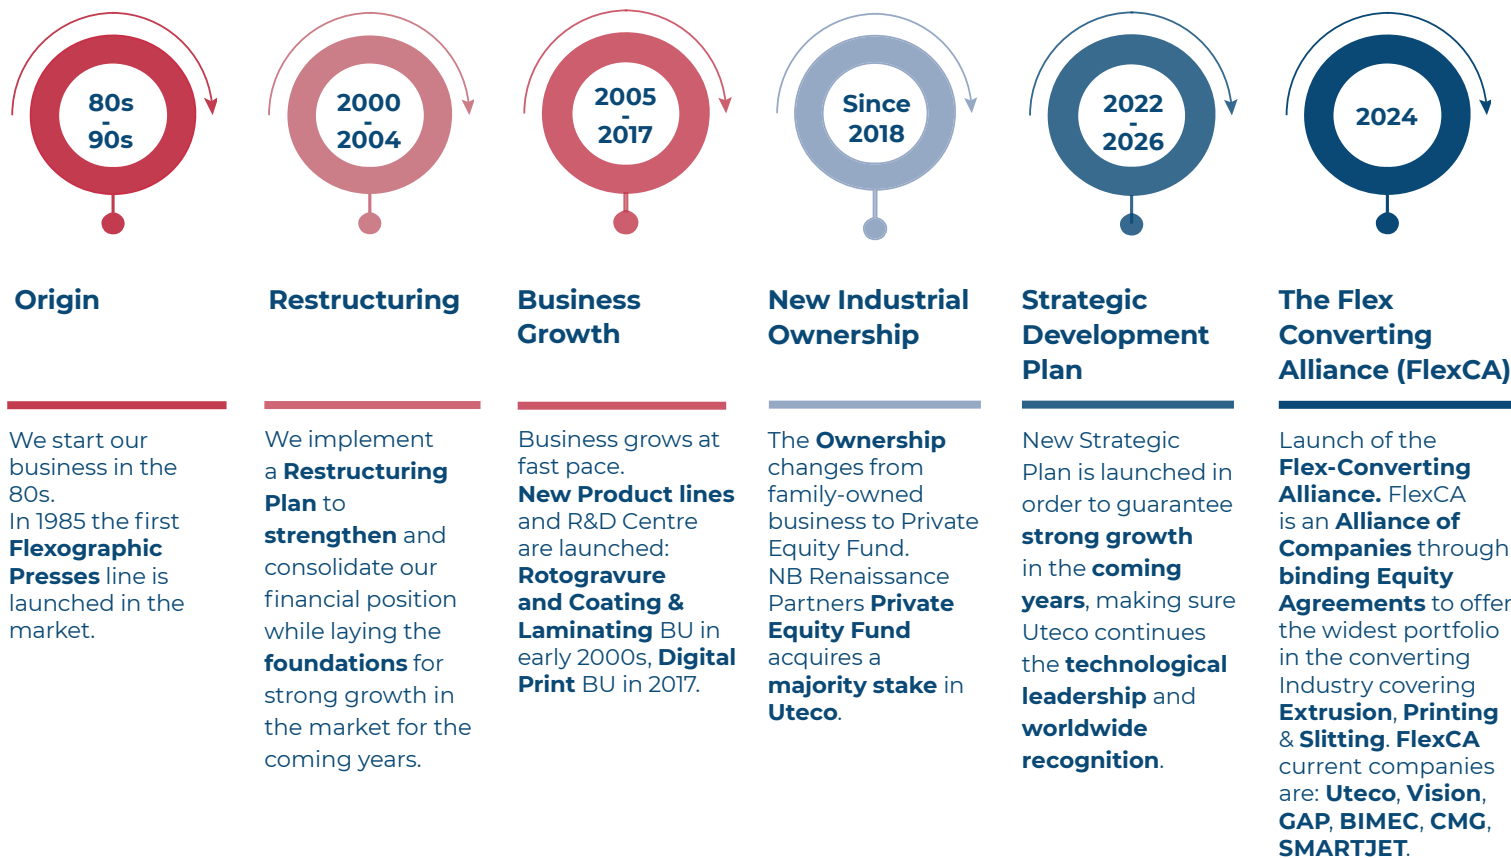 80s
-
90s
Origin
We start our
business in the
80s.
In 1985 the first
Flexographic
Presses line is
launched in the
market.
2000
-
2004
Restructuring
We implement
a Restructuring
Plan to
strengthen and
consolidate our
financial position
while laying the
foundations for
strong growth in
the market for the
coming years.
2005
-
2017
Business
Growth
Business grows at
fast pace.
New Product lines
and R&D Centre
are launched:
Rotogravure
and Coating &
Laminating BU in
early 2000s, Digital
Print BU in 2017.
Since
2018
New Industrial
Ownership
The Ownership
changes from
family-owned
business to Private
Equity Fund.
NB Renaissance
Partners Private
Equity Fund
acquires a
majority stake in
Uteco.
2022
-
2026
Strategic
Development
Plan
New Strategic
Plan is launched in
order to guarantee
strong growth
in the coming
years, making sure
Uteco continues
the technological
leadership and
worldwide
recognition.
2024
The Flex
Converting
Alliance (FlexCA)
Launch of the
Flex-Converting
Alliance. FlexCA
is an Alliance of
Companies through
binding Equity
Agreements to offer
the widest portfolio
in the converting
Industry covering
Extrusion, Printing
& Slitting. FlexCA
current companies
are: Uteco, Vision,
GAP, BIMEC, CMG,
SMARTJET.